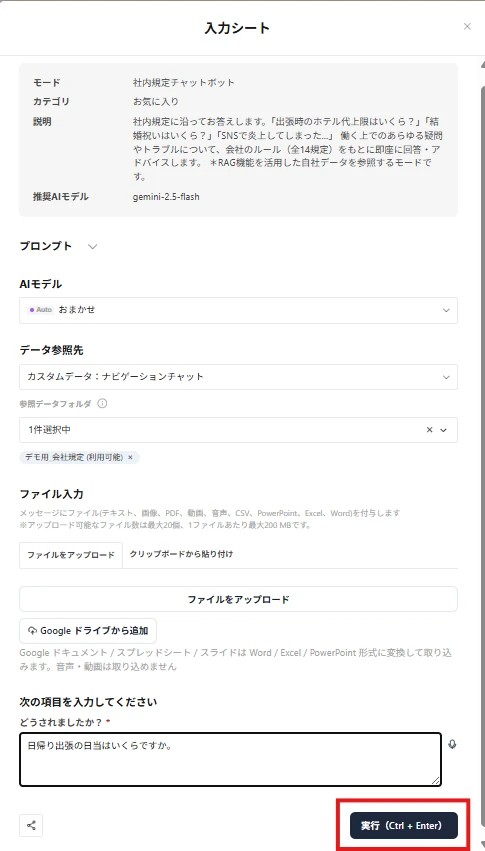 入力シート
モード 社内規定チャットボット
カテゴリ お気に入り
説明 社内規定に沿ってお答えします。「出張時のホテル代上限はいくら？」「結
婚祝いはいくら？」「SNSで炎上してしまった...」 働く上でのあらゆる疑問
やトラブルについて、会社のルール（全14規定）をもとに即座に回答・ア
ドバイスします。 ＊RAG機能を活用した自社データを参照するモードで
す。
推奨AIモデル gemini-2.5-flash
プロンプト
AIモデル
Auto おまかせ
データ参照先
カスタムデータ：ナビゲーションチャット
参照データフォルダ
1件選択中
デモ用_会社規定 (利用可能) ×
ファイル入力
メッセージにファイル(テキスト、画像、PDF、動画、音声、CSV、PowerPoint、Excel、Word)を付与します
※アップロード可能なファイル数は最大20個、1ファイルあたり最大200 MBです。
ファイルをアップロード クリップボードから貼り付け
ファイルをアップロード
Google ドライブから追加
Google ドキュメント / スプレッドシート / スライドは Word / Excel / PowerPoint 形式に変換して取り込
みます。音声・動画は取り込めません
次の項目を入力してください
どうされましたか？ *
日帰り出張の日当はいくらですか。
実行（Ctrl + Enter）